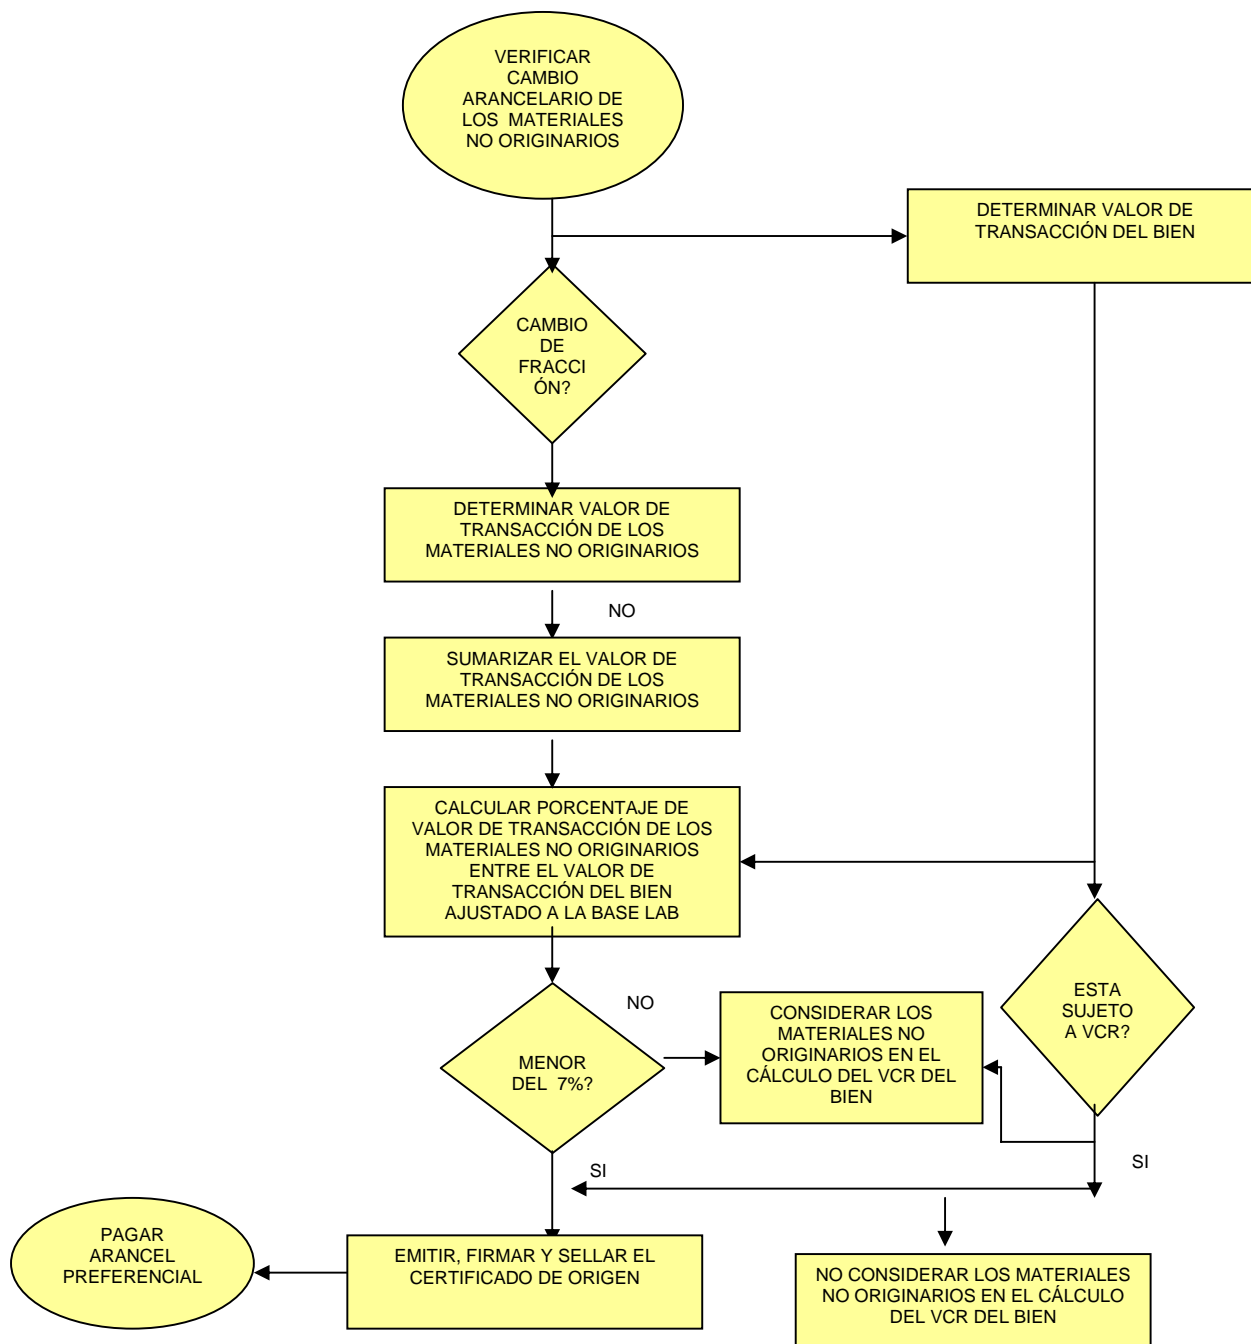 VERIFICAR
CAMBIO
ARANCELARIO DE
LOS MATERIALES
NO ORIGINARIOS
DETERMINAR VALOR DE
TRANSACCIÓN DEL BIEN
CAMBIO
DE
FRACCI
ÓN?
DETERMINAR VALOR DE
TRANSACCIÓN DE LOS
MATERIALES NO ORIGINARIOS
NO
SUMARIZAR EL VALOR DE
TRANSACCIÓN DE LOS
MATERIALES NO ORIGINARIOS
CALCULAR PORCENTAJE DE
VALOR DE TRANSACCIÓN DE LOS
MATERIALES NO ORIGINARIOS
ENTRE EL VALOR DE
TRANSACCIÓN DEL BIEN
AJUSTADO A LA BASE LAB
ESTA
SUJETO
A VCR?
NO
CONSIDERAR LOS
MATERIALES NO
ORIGINARIOS EN EL
CÁLCULO DEL VCR DEL
BIEN
MENOR
DEL 7%?
SI
SI
PAGAR
ARANCEL
PREFERENCIAL
EMITIR, FIRMAR Y SELLAR EL
CERTIFICADO DE ORIGEN
NO CONSIDERAR LOS MATERIALES
NO ORIGINARIOS EN EL CÁLCULO
DEL VCR DEL BIEN